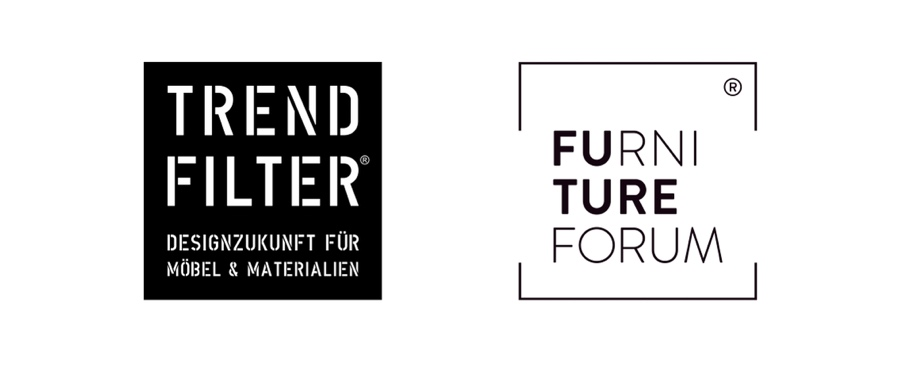 TREND
FILTER®
DESIGNZUKUNFT FÜR
MÖBEL & MATERIALIEN
®
FURNI
TURE
FORUM